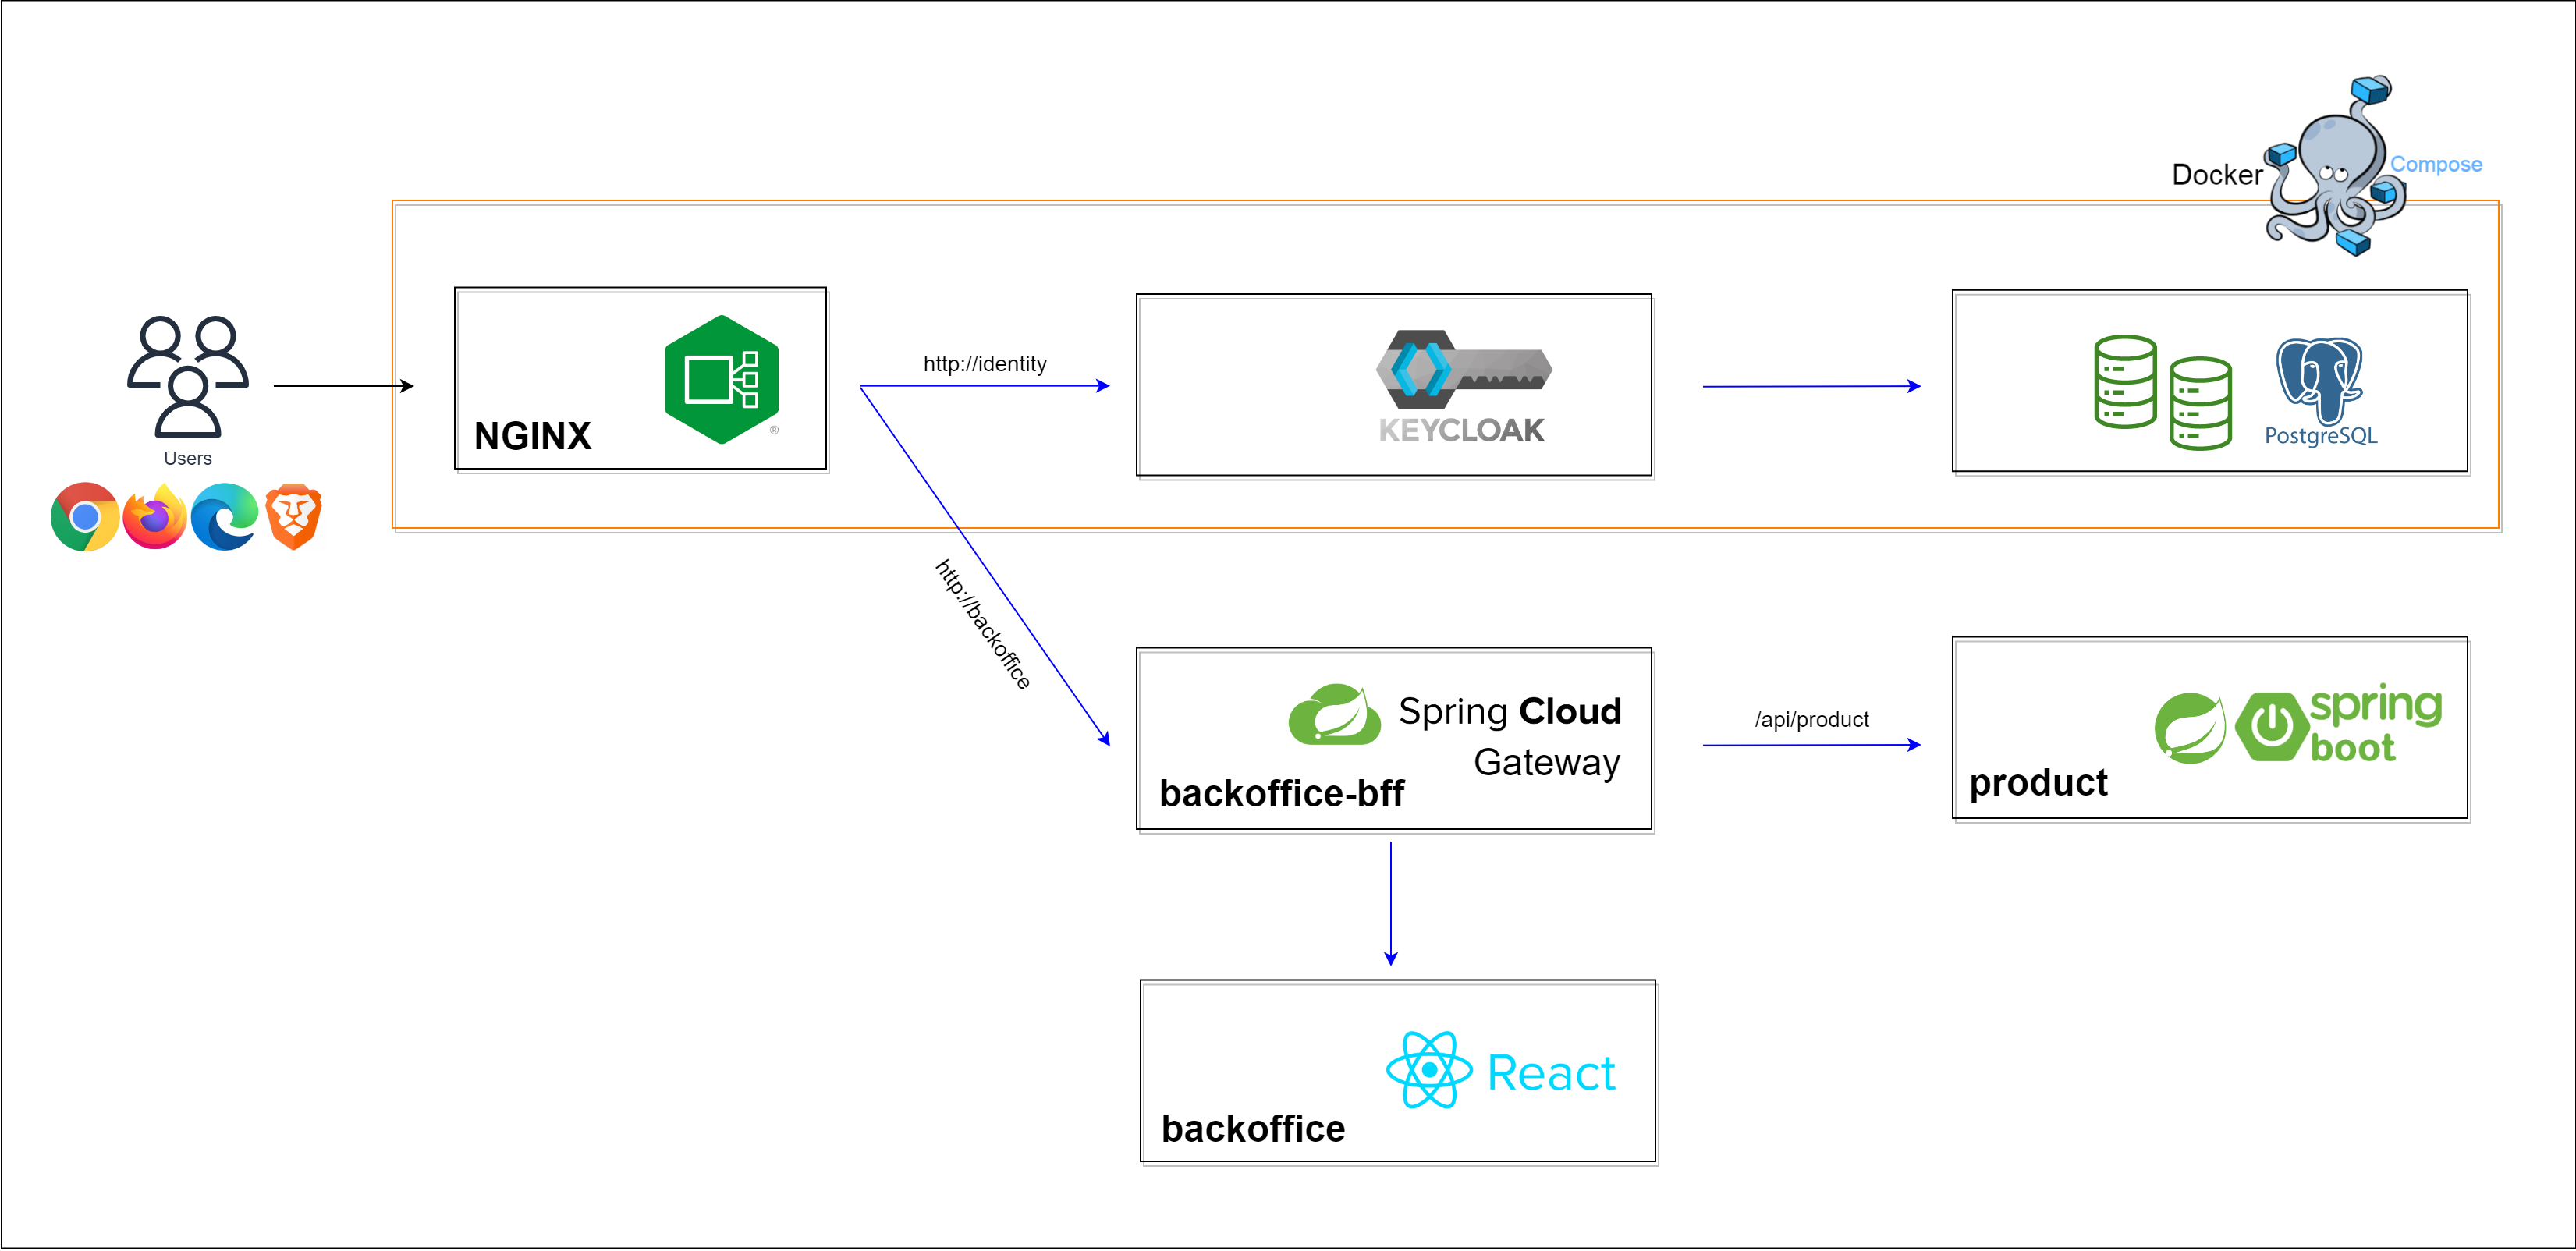 Docker
Compose
Users
NGINX
®
http://identity
KEYCLOAK
PostgreSQL
http://backoffice
Spring Cloud
Gateway
backoffice-bff
/api/product
spring
boot
product
React
backoffice